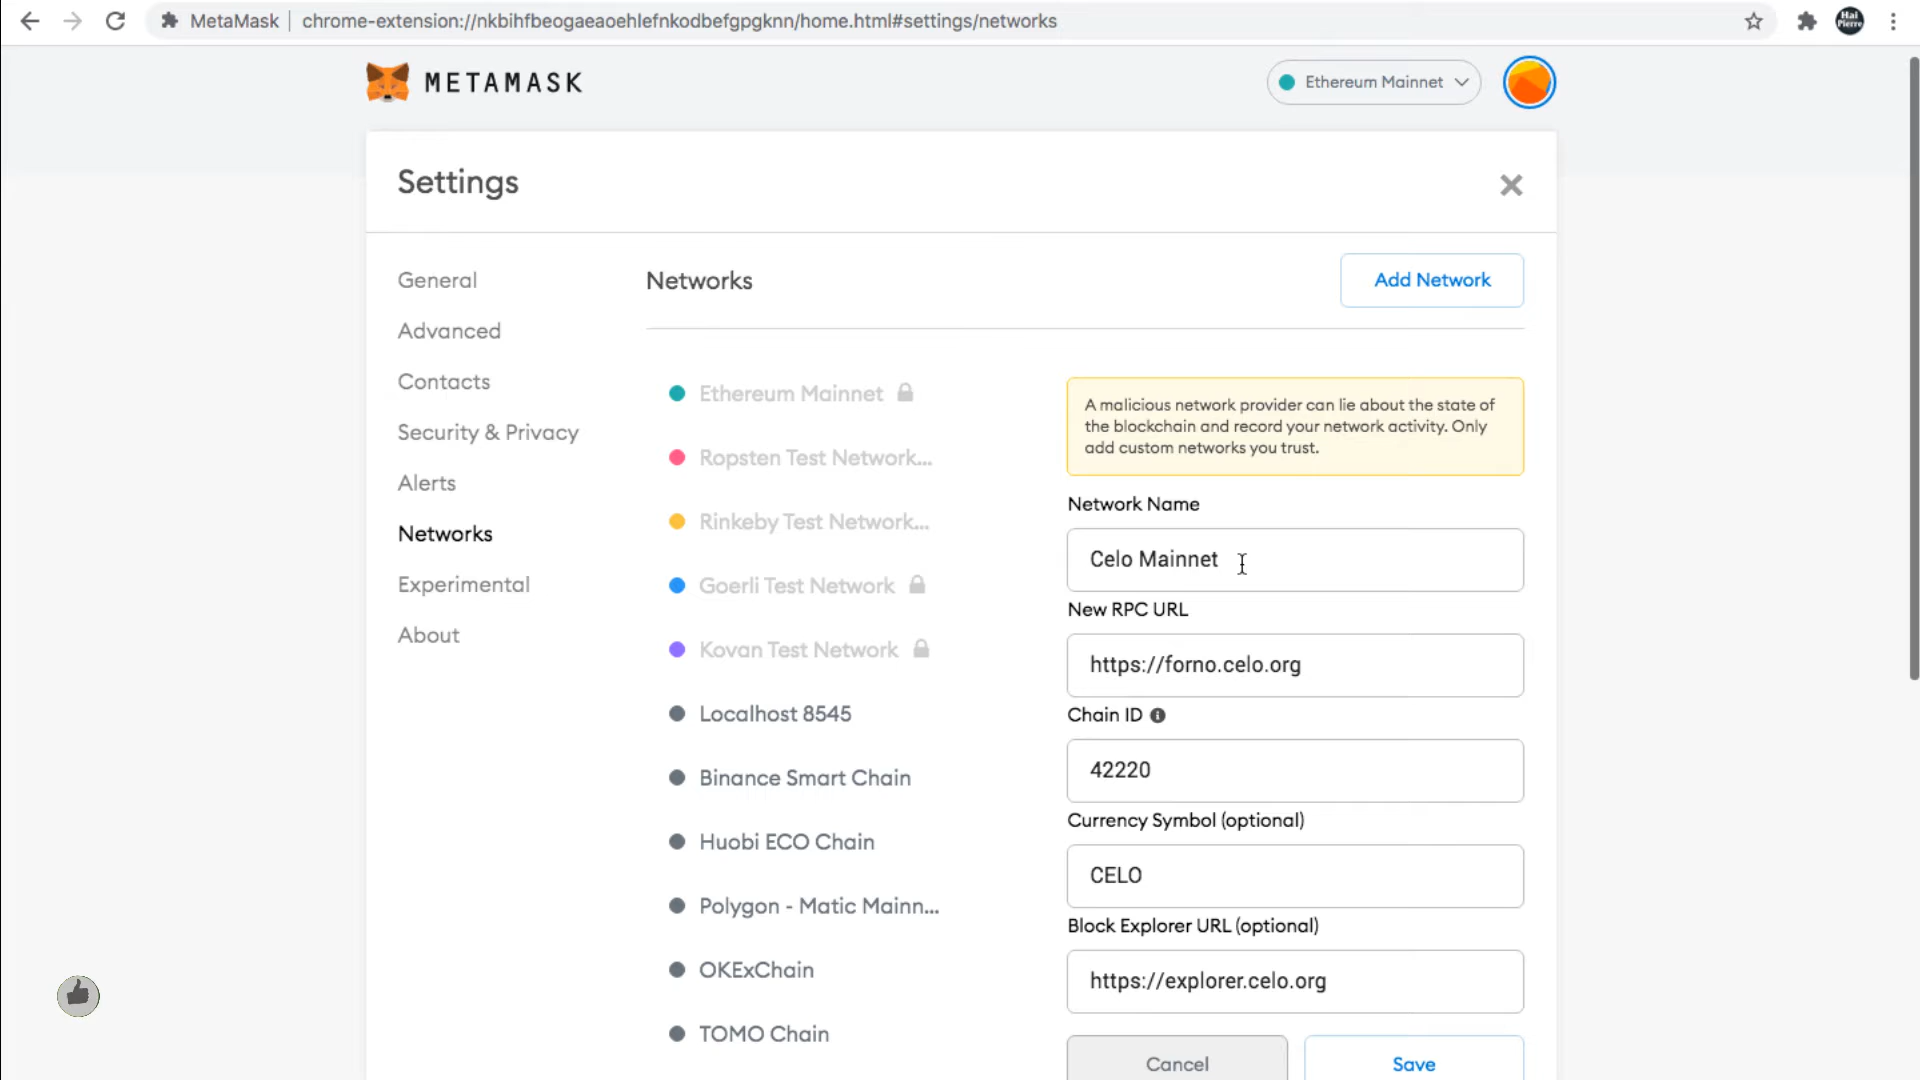 MetaMask
chrome-extension://nkbihfbeogaeaoehlefnkodbefgpgknn/home.html#settings/networks
Hal
Pierre
METAMASK
Ethereum Mainnet
Settings
General
Advanced
Contacts
Security & Privacy
Alerts
Networks
Experimental
About
Networks
Add Network
Ethereum Mainnet
Ropsten Test Network...
Rinkeby Test Network...
Goerli Test Network
Kovan Test Network
Localhost 8545
Binance Smart Chain
Huobi ECO Chain
Polygon - Matic Mainn...
OKExChain
TOMO Chain
A malicious network provider can lie about the state of
the blockchain and record your network activity. Only
add custom networks you trust.
Network Name
Celo Mainnet
New RPC URL
https://forno.celo.org
Chain ID
42220
Currency Symbol (optional)
CELO
Block Explorer URL (optional)
https://explorer.celo.org
Cancel
Save